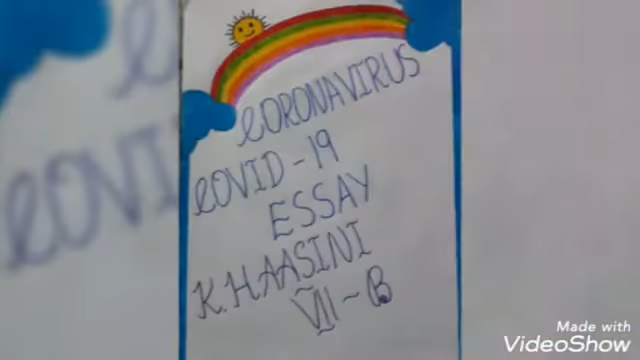 CORONAVIRUS
COVID-19
ESSAY
K.HAASINI
VII~B
Made with
VideoShow